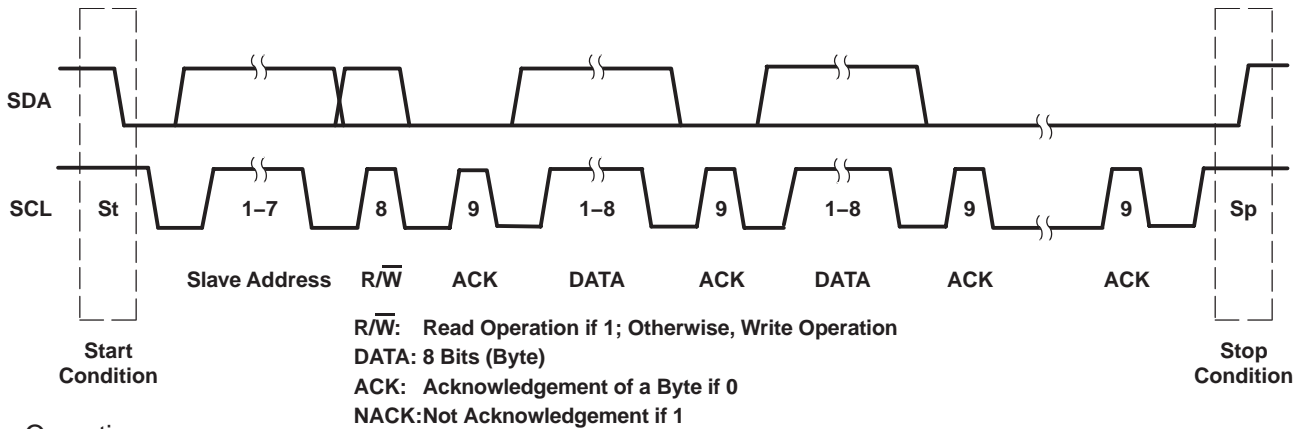 SDA
SCL St 1–7 8 9 1–8 9 1–8 9 9 Sp
Slave Address R/W̅ ACK DATA ACK DATA ACK ACK
Start
Condition
R/W̅: Read Operation if 1; Otherwise, Write Operation
DATA: 8 Bits (Byte)
ACK: Acknowledgement of a Byte if 0
NACK:Not Acknowledgement if 1
Stop
Condition